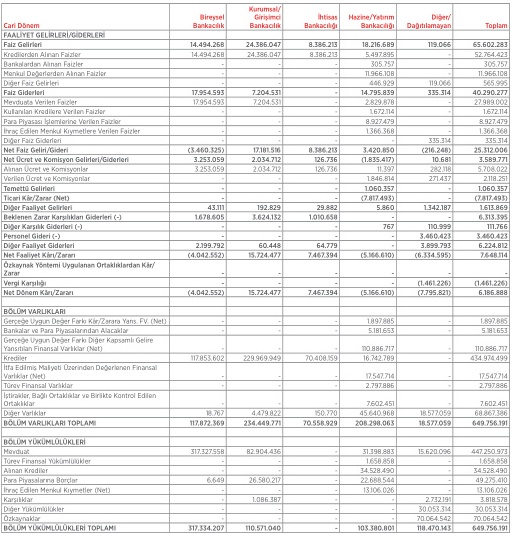 Cari Dönem Bireysel Bankacılık Kurumsal/ Girişimci Bankacılık İhtisas Bankacılığı Hazine/Yatırım Bankacılık Diğer/ Dağıtılamayan Toplam
FAALİYET GELİRLERİ/GİDERLERİ
Faiz Gelirleri 14.494.268 24.386.047 8.386.213 18.216.689 119.066 65.602.283
Kredilerden Alınan Faizler 14.494.268 24.386.047 8.386.213 5.497.895 - 52.764.423
Bankalardan Alınan Faizler - - - 305.757 - 305.757
Menkul Değerlerden Alınan Faizler - - - 11.966.108 - 11.966.108
Diğer Faiz Gelirleri - - - 446.929 119.066 565.995
Faiz Giderleri 17.954.593 7.204.531 - 14.795.839 335.314 40.290.277
Mevduata Verilen Faizler 17.954.593 7.204.531 - 2.829.878 - 27.989.002
Kullanılan Kredilere Verilen Faizler - - - 1.672.114 - 1.672.114
Para Piyasası İşlemlerine Verilen Faizler - - - 8.927.479 - 8.927.479
İhraç Edilen Menkul Kıymetlere Verilen Faizler - - - 1.366.368 - 1.366.368
Diğer Faiz Giderleri - - - - 335.314 335.314
Net Faiz Geliri/Gideri (3.460.325) 17.181.516 8.386.213 3.420.850 (216.248) 25.312.006
Net Ücret ve Komisyon Gelirleri/Giderleri 3.253.059 2.034.712 126.736 (1.835.417) 10.681 3.589.771
Alınan Ücret ve Komisyonlar 3.253.059 2.034.712 126.736 11.397 282.118 5.708.022
Verilen Ücret ve Komisyonlar - - - 1.846.814 271.437 2.118.251
Temettü Gelirleri - - - 1.060.357 - 1.060.357
Ticari Kâr/Zarar (Net) - - - (7.817.493) - (7.817.493)
Diğer Faaliyet Gelirleri 43.111 192.829 29.882 5.860 1.342.187 1.613.869
Beklenen Zarar Karşılıkları Giderleri (-) 1.678.605 3.624.132 1.010.658 - - 6.313.395
Diğer Karşılık Giderleri (-) - - - 767 110.999 111.766
Personel Gideri (-) - - - - 3.460.423 3.460.423
Diğer Faaliyet Giderleri 2.199.792 60.448 64.779 - 3.899.793 6.224.812
Net Faaliyet Kârı/Zararı (4.042.552) 15.724.477 7.467.394 (5.166.610) (6.334.595) 7.648.114
Özkaynak Yöntemi Uygulanan Ortaklıklardan Kâr/
Zarar - - - - - -
Vergi Karşılığı - - - - (1.461.226) (1.461.226)
Net Dönem Kârı/Zararı (4.042.552) 15.724.477 7.467.394 (5.166.610) (7.795.821) 6.186.888
BÖLÜM VARLIKLARI
Gerçeğe Uygun Değer Farkı Kâr/Zarara Yans. FV. (Net) - - - 1.897.885 - 1.897.885
Bankalar ve Para Piyasalarından Alacaklar - - - 5.181.653 - 5.181.653
Gerçeğe Uygun Değer Farkı Diğer Kapsamlı Gelire
Yansıtılan Finansal Varlıklar (Net) - - - 110.886.717 - 110.886.717
Krediler 117.853.602 229.969.949 70.408.159 16.742.789 - 434.974.499
İtfa Edilmiş Maliyeti Üzerinden Değerlenen Finansal
Varlıklar (Net) - - - 17.547.714 - 17.547.714
Türev Finansal Varlıklar - - - 2.797.886 - 2.797.886
İştirakler, Bağlı Ortaklıklar ve Birlikte Kontrol Edilen
Ortaklıklar - - - 7.602.451 - 7.602.451
Diğer Varlıklar 18.767 4.479.822 150.770 45.640.968 18.577.059 68.867.386
BÖLÜM VARLIKLARI TOPLAMI 117.872.369 234.449.771 70.558.929 208.298.063 18.577.059 649.756.191
BÖLÜM YÜKÜMLÜLÜKLERİ
Mevduat 317.327.558 82.904.436 - 31.398.883 15.620.096 447.250.973
Türev Finansal Yükümlülükler - - - 1.658.858 - 1.658.858
Alınan Krediler - - - 34.528.490 - 34.528.490
Para Piyasalarına Borçlar 6.649 26.580.217 - 22.688.544 - 49.275.410
İhraç Edilen Menkul Kıymetler (Net) - - - 13.106.026 - 13.106.026
Karşılıklar - 1.086.387 - - 2.732.191 3.818.578
Diğer Yükümlülükler - - - - 30.053.314 30.053.314
Özkaynaklar - - - - 70.064.542 70.064.542
BÖLÜM YÜKÜMLÜLÜKLERİ TOPLAMI 317.334.207 110.571.040 - 103.380.801 118.470.143 649.756.191